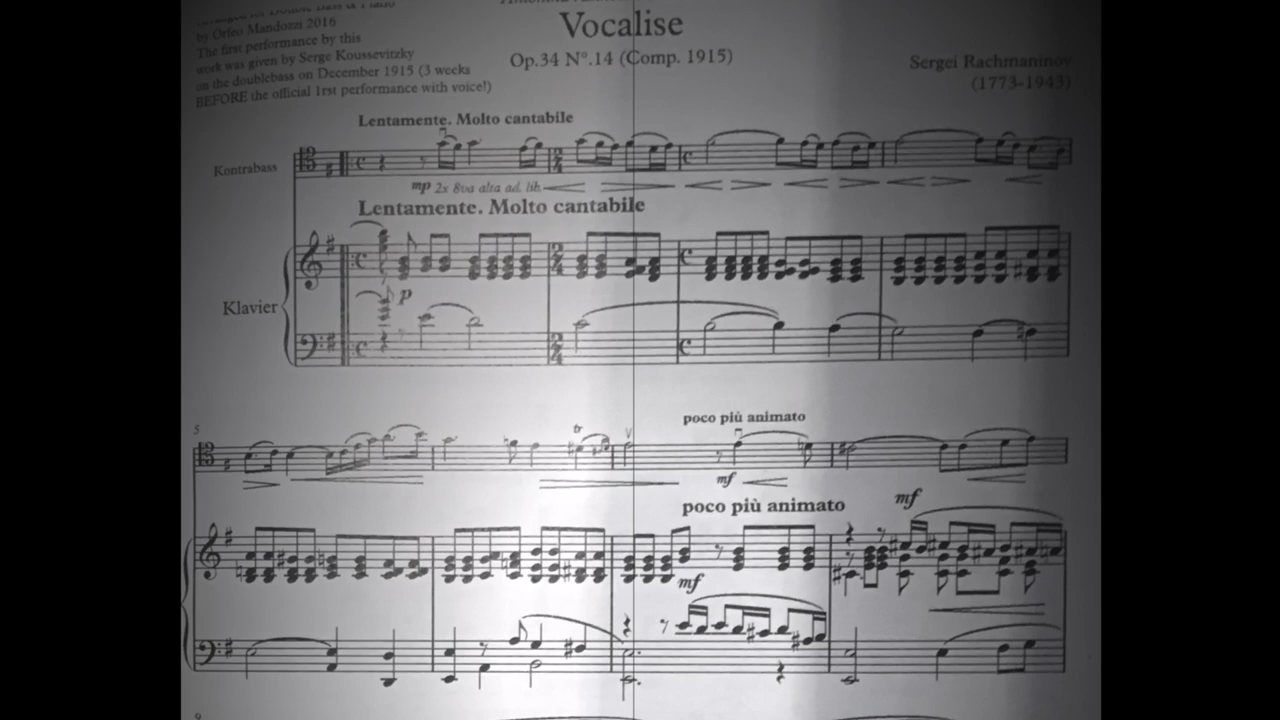 by Orfeo Mandozzi 2016
The first performance by this
work was given by Serge Koussevitzky
on the doublebass on December 1915 (3 weeks
BEFORE the official 1rst performance with voice!)
Vocalise
Op.34 N°.14 (Comp. 1915)
Sergei Rachmaninov
(1773-1943)
Lentamente. Molto cantabile
Kontrabass
mp 2x 8va alta ad. lib.
Lentamente. Molto cantabile
Klavier
p
5
poco più animato
tr
mf
poco più animato
mf
mf
9